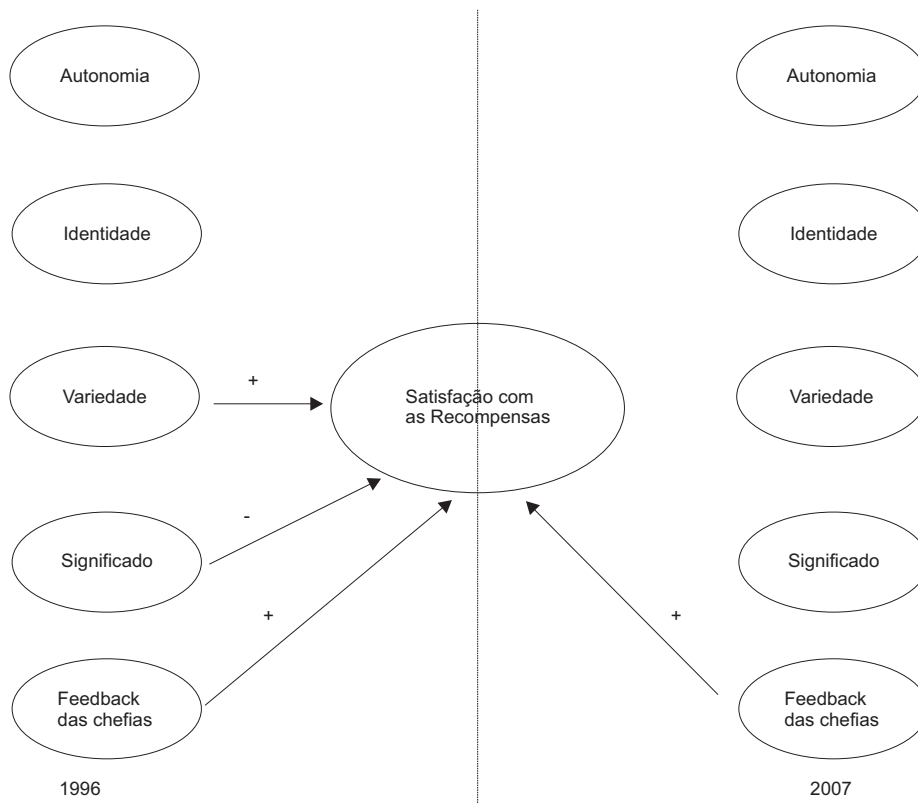 Autonomia
Autonomia
Identidade
Identidade
Variedade
+
Satisfação com
as Recompensas
Variedade
Significado
-
Significado
+
+
Feedback
das chefias
Feedback
das chefias
1996
2007